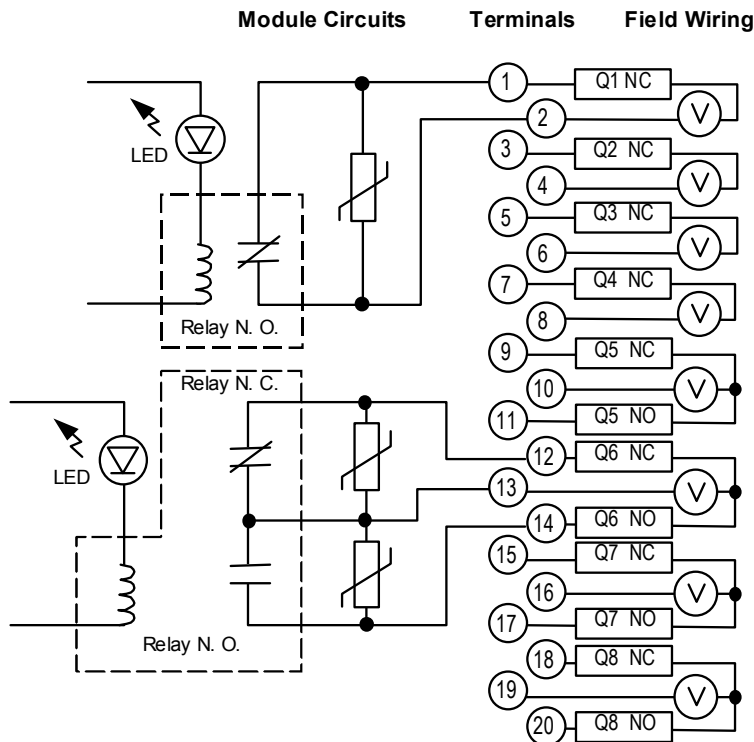 Module Circuits Terminals Field Wiring
1 Q1 NC
2 V
LED
3 Q2 NC
4 V
5 Q3 NC
6 V
7 Q4 NC
8 V
Relay N. O.
9 Q5 NC
Relay N. C.
10 V
11 Q5 NO
12 Q6 NC
LED
13 V
14 Q6 NO
15 Q7 NC
16 V
17 Q7 NO
Relay N. O.
18 Q8 NC
19 V
20 Q8 NO